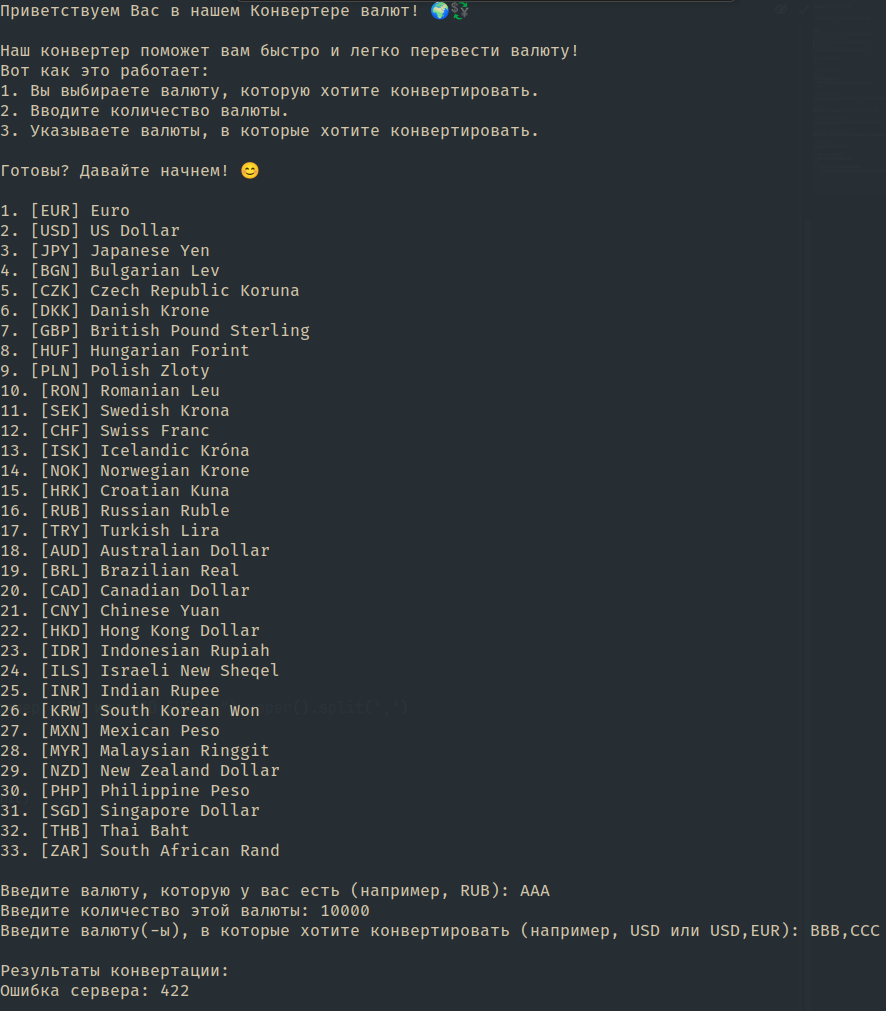 Приветствуем Вас в нашем Конвертере валют! 🌍💱
Наш конвертер поможет вам быстро и легко перевести валюту!
Вот как это работает:
1. Вы выбираете валюту, которую хотите конвертировать.
2. Вводите количество валюты.
3. Указываете валюты, в которые хотите конвертировать.
Готовы? Давайте начнем! 😊
1. [EUR] Euro
2. [USD] US Dollar
3. [JPY] Japanese Yen
4. [BGN] Bulgarian Lev
5. [CZK] Czech Republic Koruna
6. [DKK] Danish Krone
7. [GBP] British Pound Sterling
8. [HUF] Hungarian Forint
9. [PLN] Polish Zloty
10. [RON] Romanian Leu
11. [SEK] Swedish Krona
12. [CHF] Swiss Franc
13. [ISK] Icelandic Króna
14. [NOK] Norwegian Krone
15. [HRK] Croatian Kuna
16. [RUB] Russian Ruble
17. [TRY] Turkish Lira
18. [AUD] Australian Dollar
19. [BRL] Brazilian Real
20. [CAD] Canadian Dollar
21. [CNY] Chinese Yuan
22. [HKD] Hong Kong Dollar
23. [IDR] Indonesian Rupiah
24. [ILS] Israeli New Sheqel
25. [INR] Indian Rupee
26. [KRW] South Korean Won
27. [MXN] Mexican Peso
28. [MYR] Malaysian Ringgit
29. [NZD] New Zealand Dollar
30. [PHP] Philippine Peso
31. [SGD] Singapore Dollar
32. [THB] Thai Baht
33. [ZAR] South African Rand
Введите валюту, которую у вас есть (например, RUB): AAA
Введите количество этой валюты: 10000
Введите валюту(-ы), в которые хотите конвертировать (например, USD или USD,EUR): BBB,CCC
Результаты конвертации:
Ошибка сервера: 422